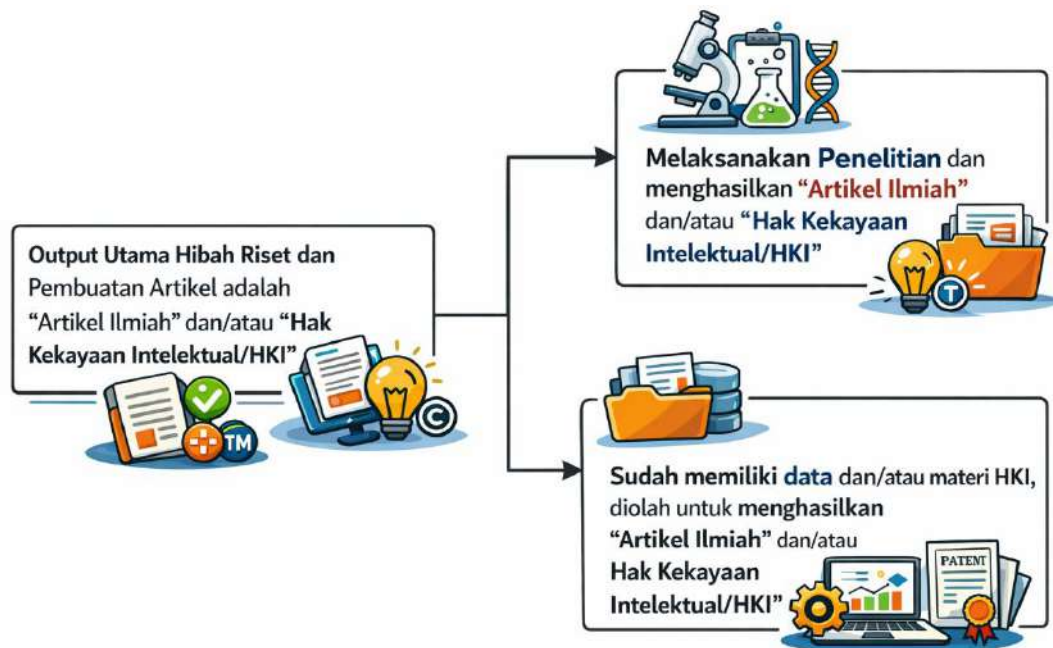 Melaksanakan Penelitian dan
menghasilkan “Artikel Ilmiah”
dan/atau “Hak Kekayaan
Intelektual/HKI”
T
Output Utama Hibah Riset dan
Pembuatan Artikel adalah
“Artikel Ilmiah” dan/atau “Hak
Kekayaan Intelektual/HKI”
TM
C
Sudah memiliki data dan/atau materi HKI,
diolah untuk menghasilkan
“Artikel Ilmiah” dan/atau
Hak Kekayaan
Intelektual/HKI”
PATENT